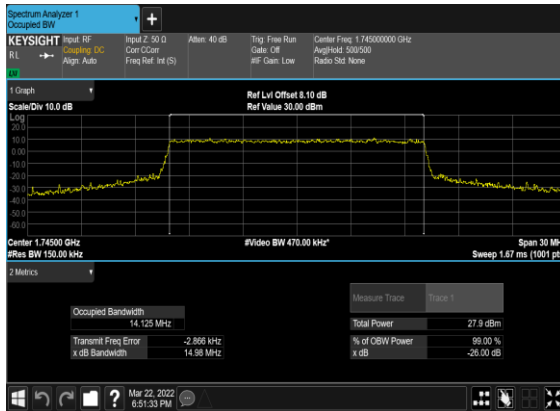 Spectrum Analyzer 1
Occupied BW
+
KEYSIGHT Input: RF Input Z: 50 Ω Atten: 40 dB Trig: Free Run Center Freq: 1.745000000 GHz
RL Coupling: DC Corr CCorr Gate: Off Avg|Hold: 500/500
Align: Auto Freq Ref: Int (S) #IF Gain: Low Radio Std: None
1 Graph
Ref Lvl Offset 8.10 dB
Scale/Div 10.0 dB Ref Value 30.00 dBm
Log
20.0
10.0
0.00
-10.0
-20.0
-30.0
-40.0
-50.0
-60.0
Center 1.74500 GHz #Video BW 470.00 kHz* Span 30 MH
#Res BW 150.00 kHz Sweep 1.67 ms (1001 pt
2 Metrics
Measure Trace Trace 1
Occupied Bandwidth
14.125 MHz Total Power 27.9 dBm
Transmit Freq Error -2.866 kHz % of OBW Power 99.00 %
x dB Bandwidth 14.98 MHz x dB -26.00 dB
? Mar 22, 2022
6:51:33 PM